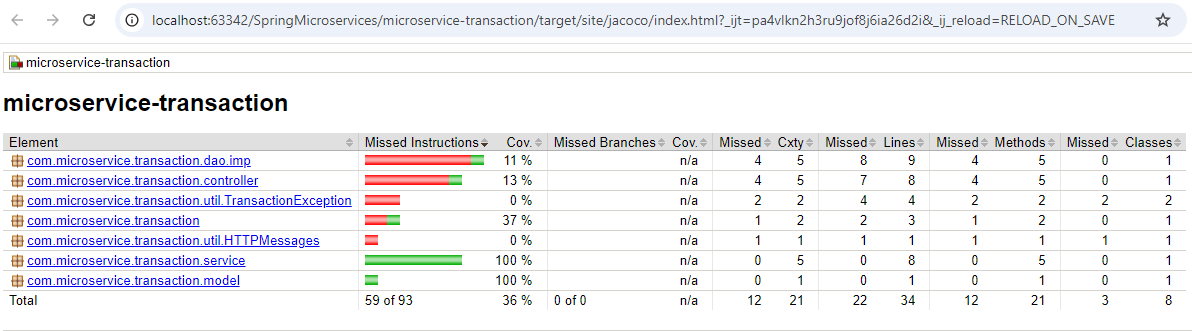 localhost:63342/SpringMicroservices/microservice-transaction/target/site/jacoco/index.html?_ijt=pa4vlkn2h3ru9jof8j6ia26d2i&_ij_reload=RELOAD_ON_SAVE
microservice-transaction
microservice-transaction
Element Missed Instructions Cov. Missed Branches Cov. Missed Cxty Missed Lines Missed Methods Missed Classes
com.microservice.transaction.dao.imp 11 % n/a 4 5 8 9 4 5 0 1
com.microservice.transaction.controller 13 % n/a 4 5 7 8 4 5 0 1
com.microservice.transaction.util.TransactionException 0 % n/a 2 2 4 4 2 2 2 2
com.microservice.transaction 37 % n/a 1 2 2 3 1 2 0 1
com.microservice.transaction.util.HTTPMessages 0 % n/a 1 1 1 1 1 1 1 1
com.microservice.transaction.service 100 % n/a 0 5 0 8 0 5 0 1
com.microservice.transaction.model 100 % n/a 0 1 0 1 0 1 0 1
Total 59 of 93 36 % 0 of 0 n/a 12 21 22 34 12 21 3 8